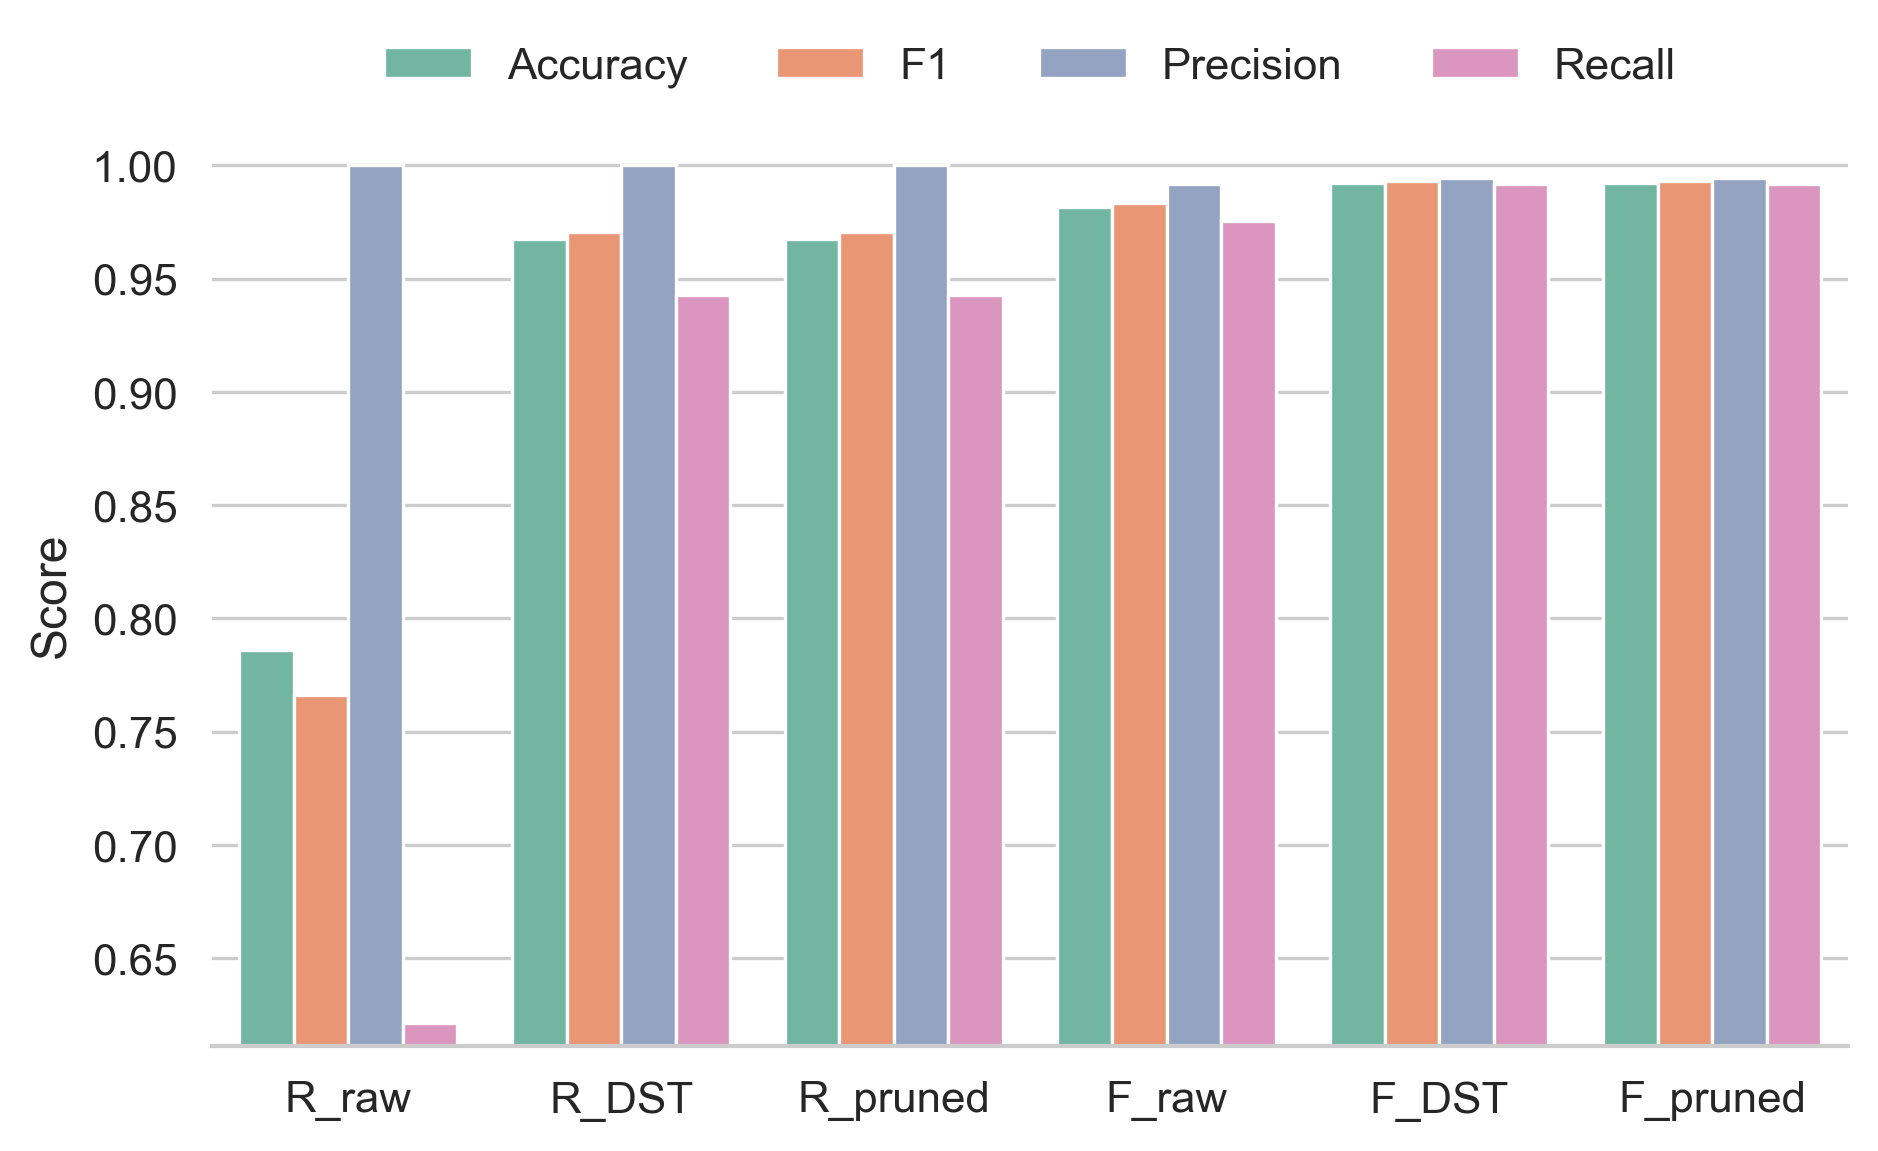 Accuracy F1 Precision Recall
1.00
0.95
0.90
0.85
0.80
0.75
0.70
0.65
Score
R_raw R_DST R_pruned F_raw F_DST F_pruned